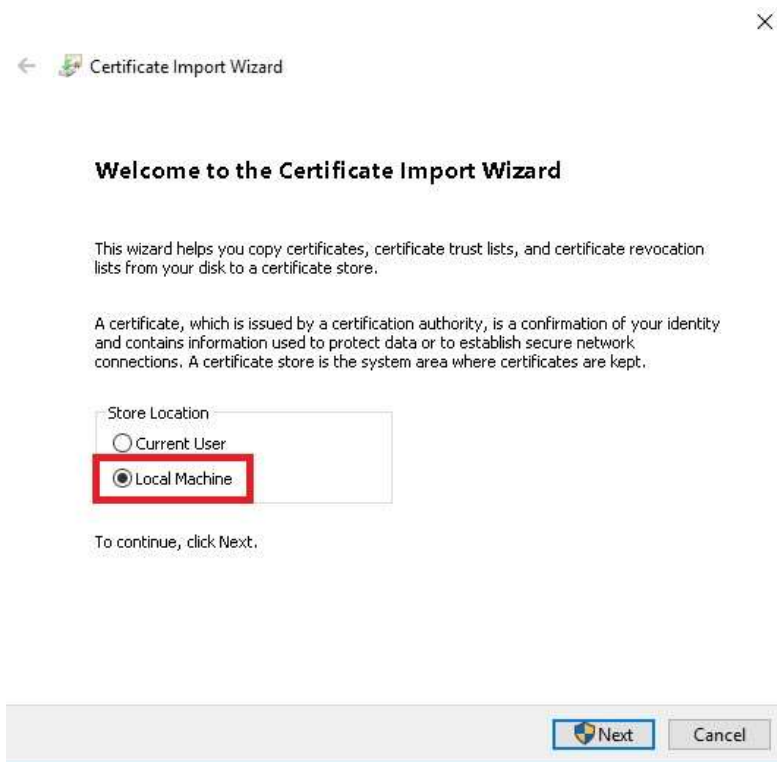 Certificate Import Wizard
Welcome to the Certificate Import Wizard
This wizard helps you copy certificates, certificate trust lists, and certificate revocation
lists from your disk to a certificate store.
A certificate, which is issued by a certification authority, is a confirmation of your identity
and contains information used to protect data or to establish secure network
connections. A certificate store is the system area where certificates are kept.
Store Location
Current User
Local Machine
To continue, click Next.
Next Cancel